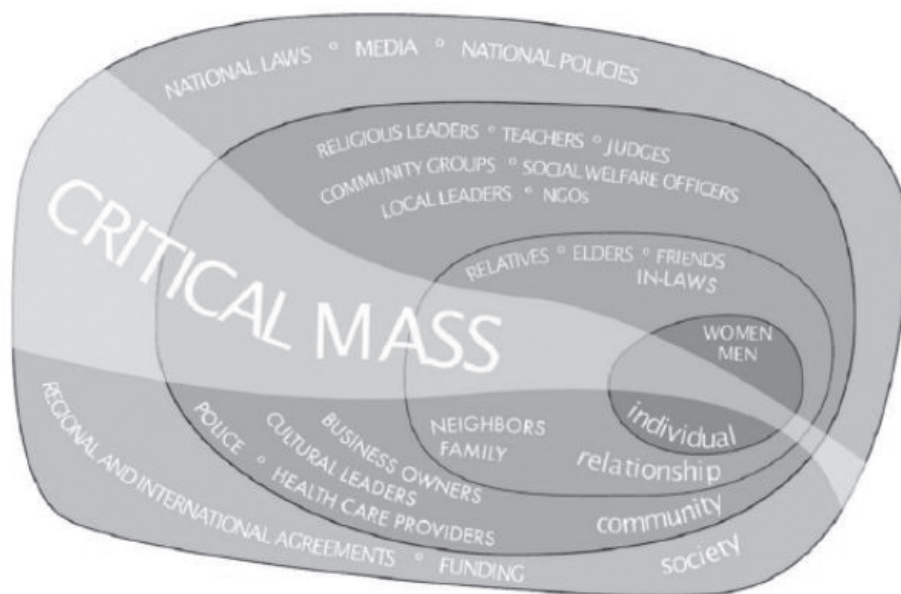 NATIONAL LAWS ° MEDIA ° NATIONAL POLICIES
RELIGIOUS LEADERS ° TEACHERS ° JUDGES
COMMUNITY GROUPS ° SOCIAL WELFARE OFFICERS
LOCAL LEADERS ° NGOs
RELATIVES ° ELDERS ° FRIENDS
IN-LAWS
WOMEN
MEN
CRITICAL MASS
individual
NEIGHBORS
FAMILY
relationship
BUSINESS OWNERS
CULTURAL LEADERS
POLICE ° HEALTH CARE PROVIDERS
community
REGIONAL AND INTERNATIONAL AGREEMENTS ° FUNDING
society